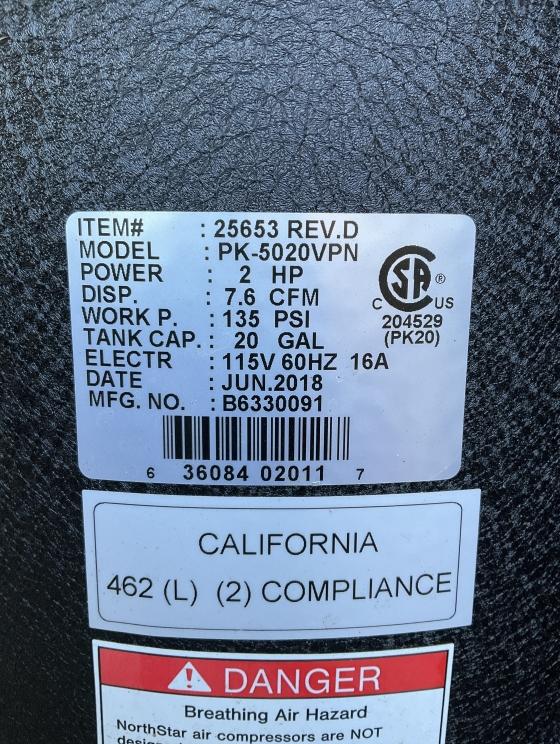 ITEM# : 25653 REV.D
MODEL : PK-5020VPN
POWER : 2 HP
DISP. : 7.6 CFM
WORK P. : 135 PSI
TANK CAP. : 20 GAL
ELECTR : 115V 60HZ 16A
DATE : JUN.2018
MFG. NO. : B6330091
SA ®
C US
204529
(PK20)
6 36084 02011 7
CALIFORNIA
462 (L) (2) COMPLIANCE
DANGER
Breathing Air Hazard
NorthStar air compressors are NOT